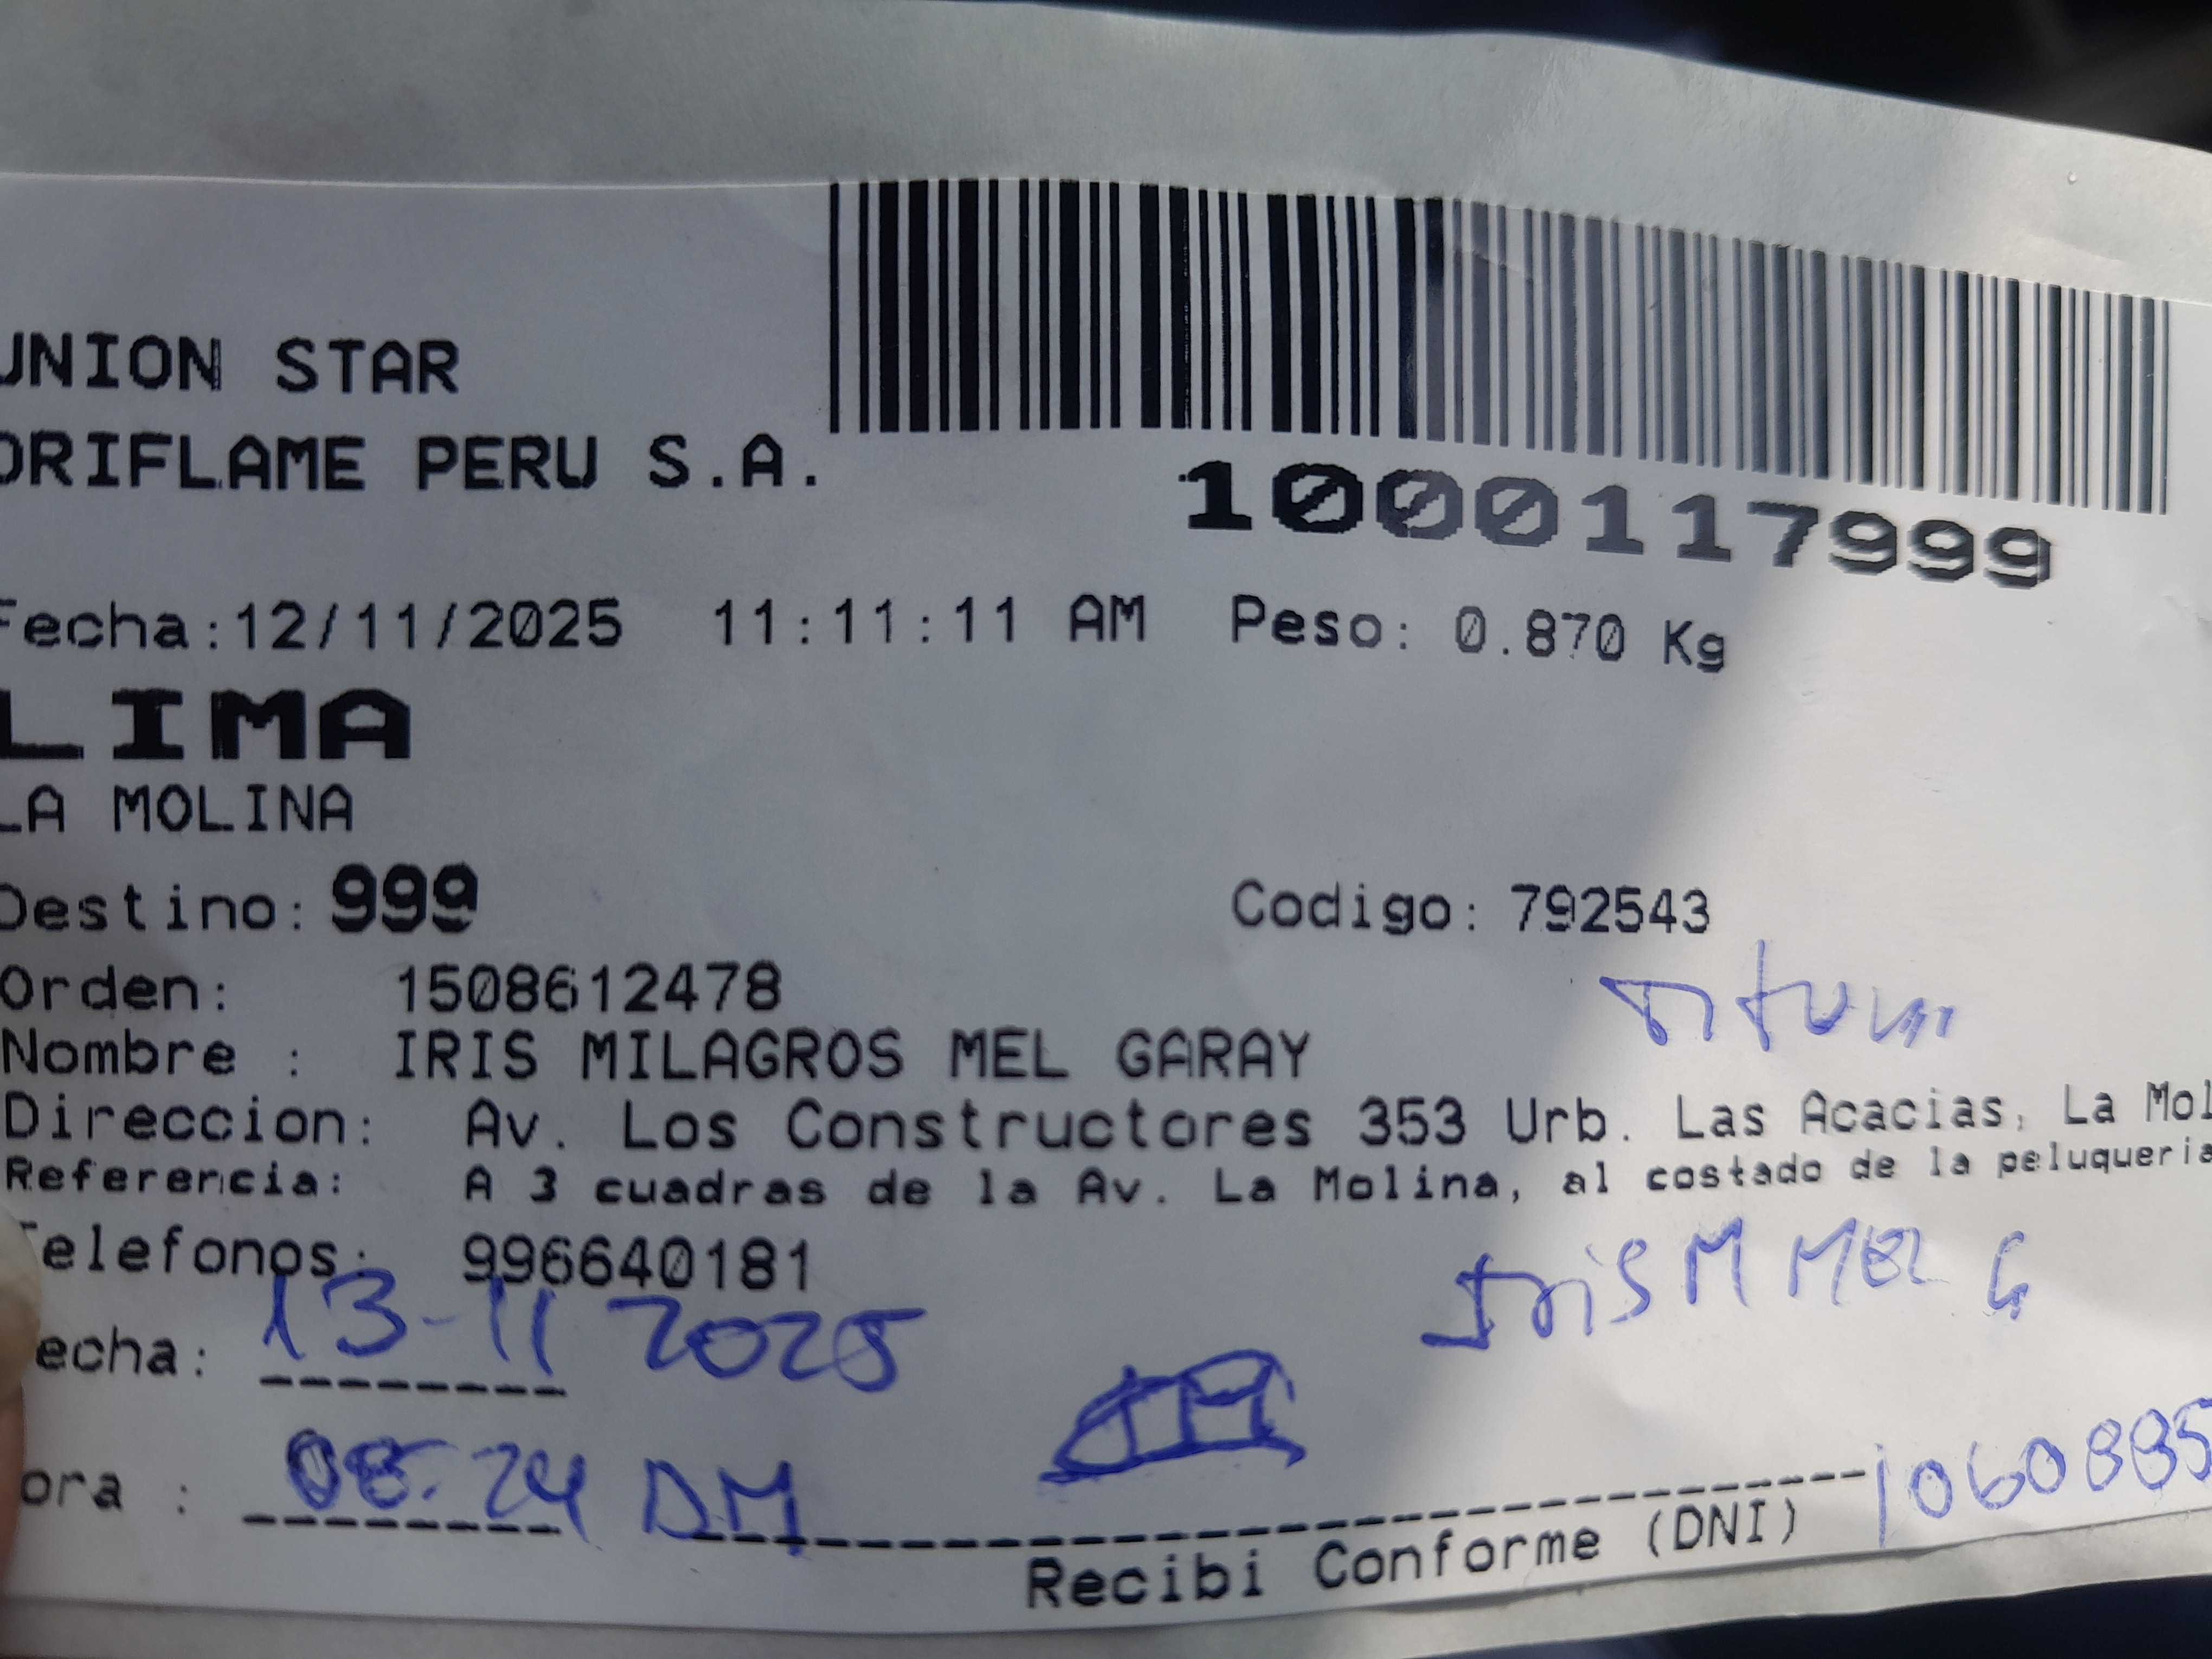 UNION STAR
ORIFLAME PERU S.A.
1000117999
Fecha:12/11/2025 11:11:11 AM Peso: 0.870 Kg
LIMA
LA MOLINA
Destino: 999 Codigo: 792543
Orden: 1508612478
Nombre : IRIS MILAGROS MEL GARAY
Direccion: Av. Los Constructores 353 Urb. Las Acacias, La Mol
Referencia: A 3 cuadras de la Av. La Molina, al costado de la peluqueria
Telefonos: 996640181
IRIS M MEL G
echa: 13-11 2025
ora : 08:24 AM
1060885
Recibi Conforme (DNI)